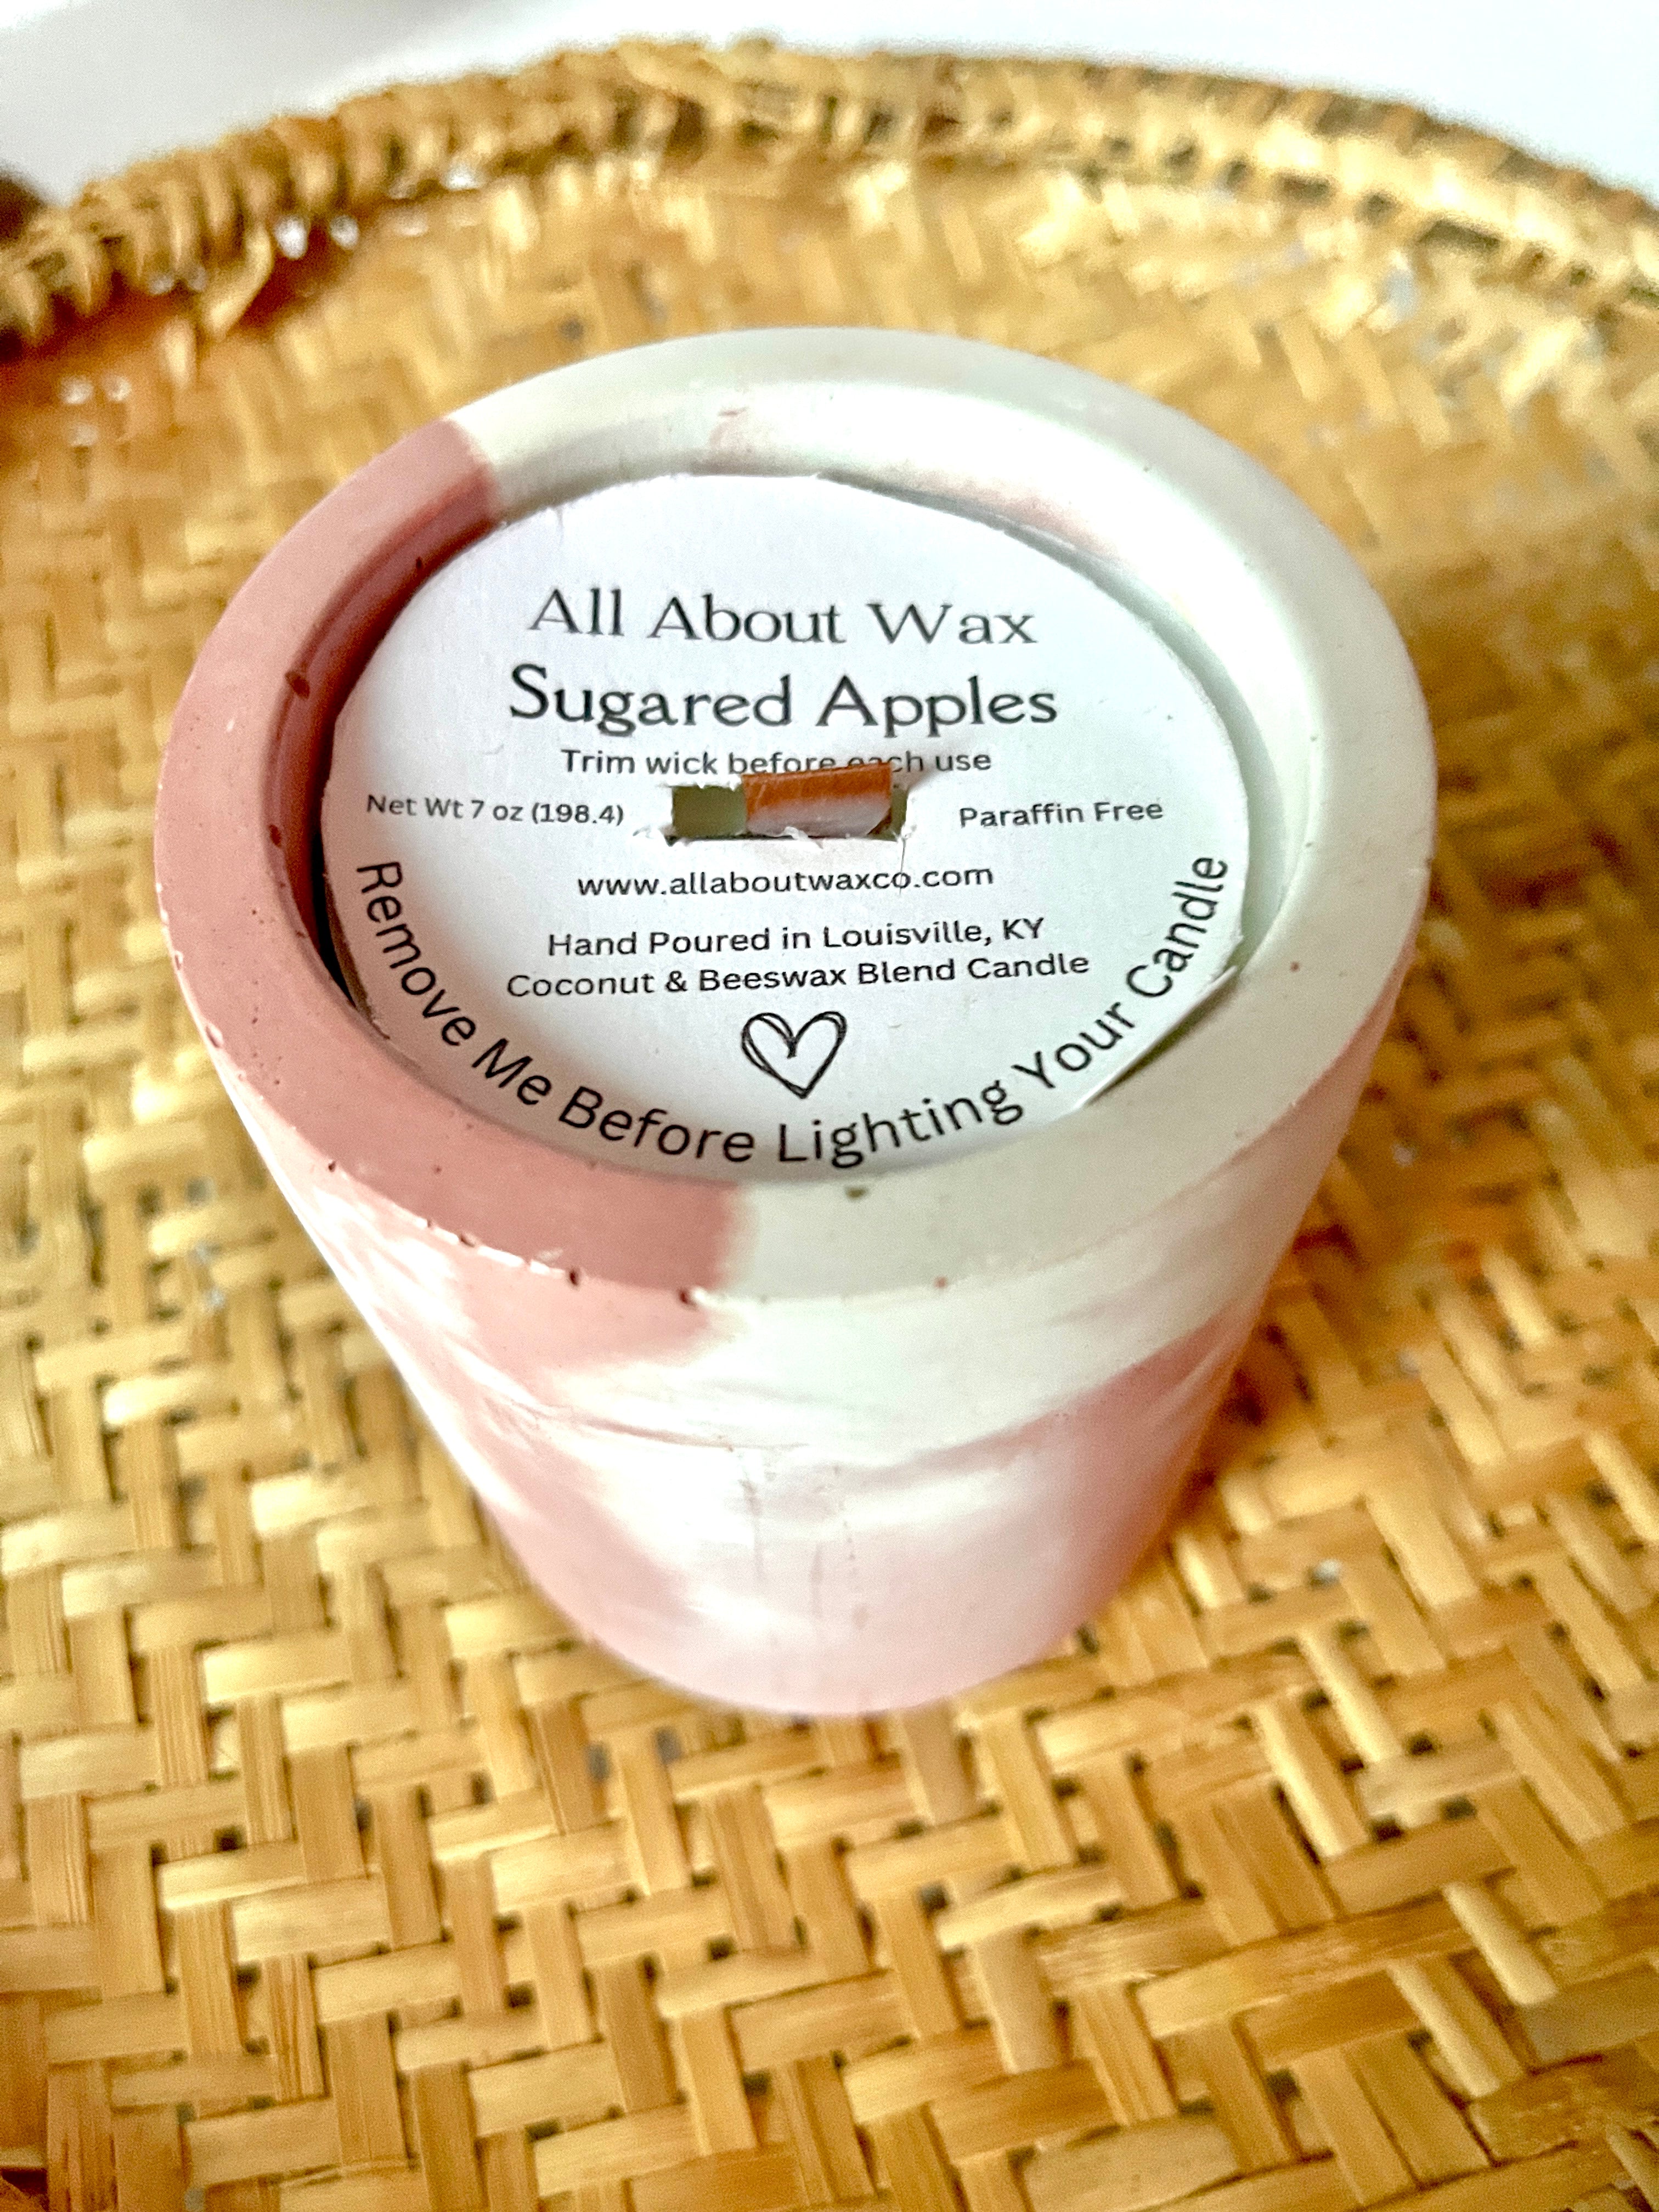 All About Wax
Sugared Apples
Trim wick before each use
Net Wt 7 oz (198.4)
Paraffin Free
www.allaboutwaxco.com
Hand Poured in Louisville, KY
Coconut & Beeswax Blend Candle
Remove Me Before Lighting Your Candle